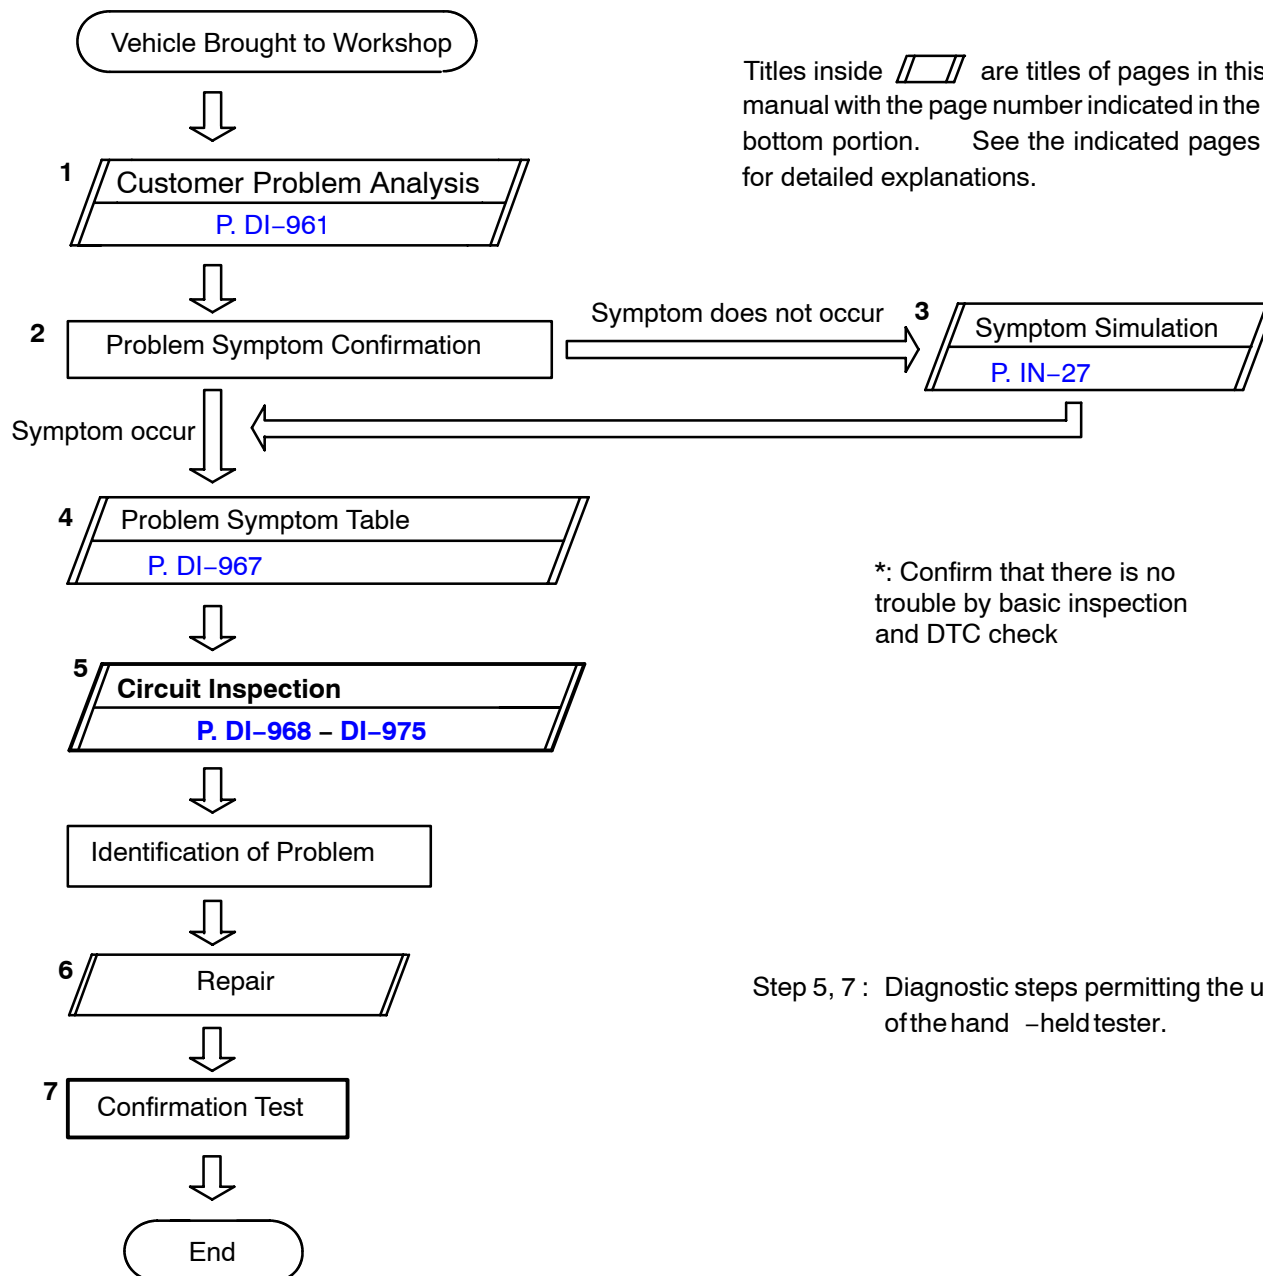 Vehicle Brought to Workshop
Titles inside are titles of pages in this
manual with the page number indicated in the
bottom portion. See the indicated pages
for detailed explanations.
1
Customer Problem Analysis
P. DI–961
2
Problem Symptom Confirmation
Symptom does not occur
3
Symptom Simulation
P. IN–27
Symptom occur
4
Problem Symptom Table
P. DI–967
*: Confirm that there is no
trouble by basic inspection
and DTC check
5
Circuit Inspection
P. DI–968 – DI–975
Identification of Problem
6
Repair
Step 5, 7 : Diagnostic steps permitting the u
of the hand –held tester.
7
Confirmation Test
End